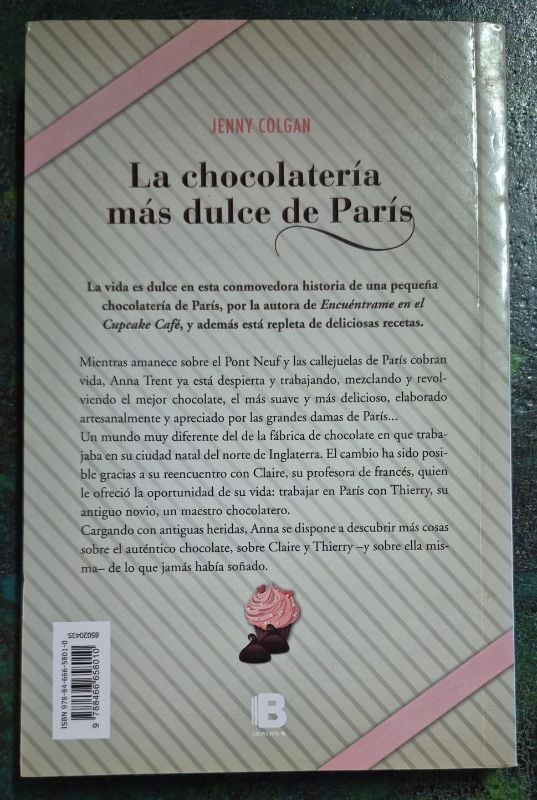 JENNY COLGAN
La chocolatería
más dulce de París
La vida es dulce en esta conmovedora historia de una pequeña
chocolatería de París, por la autora de Encuéntrame en el
Cupcake Café, y además está repleta de deliciosas recetas.
Mientras amanece sobre el Pont Neuf y las callejuelas de París cobran
vida, Anna Trent ya está despierta y trabajando, mezclando y revol-
viendo el mejor chocolate, el más suave y más delicioso, elaborado
artesanalmente y apreciado por las grandes damas de París...
Un mundo muy diferente del de la fábrica de chocolate en que traba-
jaba en su ciudad natal del norte de Inglaterra. El cambio ha sido posi-
ble gracias a su reencuentro con Claire, su profesora de francés, quien
le ofreció la oportunidad de su vida: trabajar en París con Thierry, su
antiguo novio, un maestro chocolatero.
Cargando con antiguas heridas, Anna se dispone a descubrir más cosas
sobre el auténtico chocolate, sobre Claire y Thierry –y sobre ella mis-
ma– de lo que jamás había soñado.
85020435
ISBN 978-84-666-5801-0
9 788466 658010
B
GRUPO ZETA